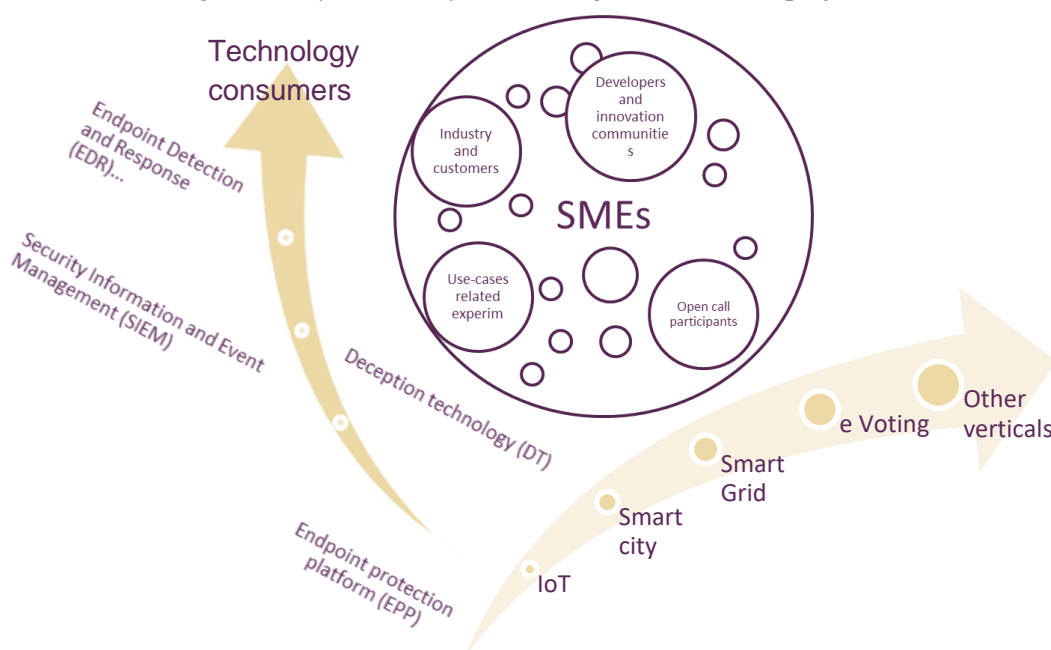 Technology
consumers
Endpoint Detection
and Response
(EDR)...
Security Information and Event
Management (SIEM)
Deception technology (DT)
Endpoint protection
platform (EPP)
Developers
and
innovation
communitie
s
Industry
and
customers
SMEs
Use-cases
related
experim
Open call
participants
IoT
Smart
city
Smart
Grid
e Voting
Other
verticals